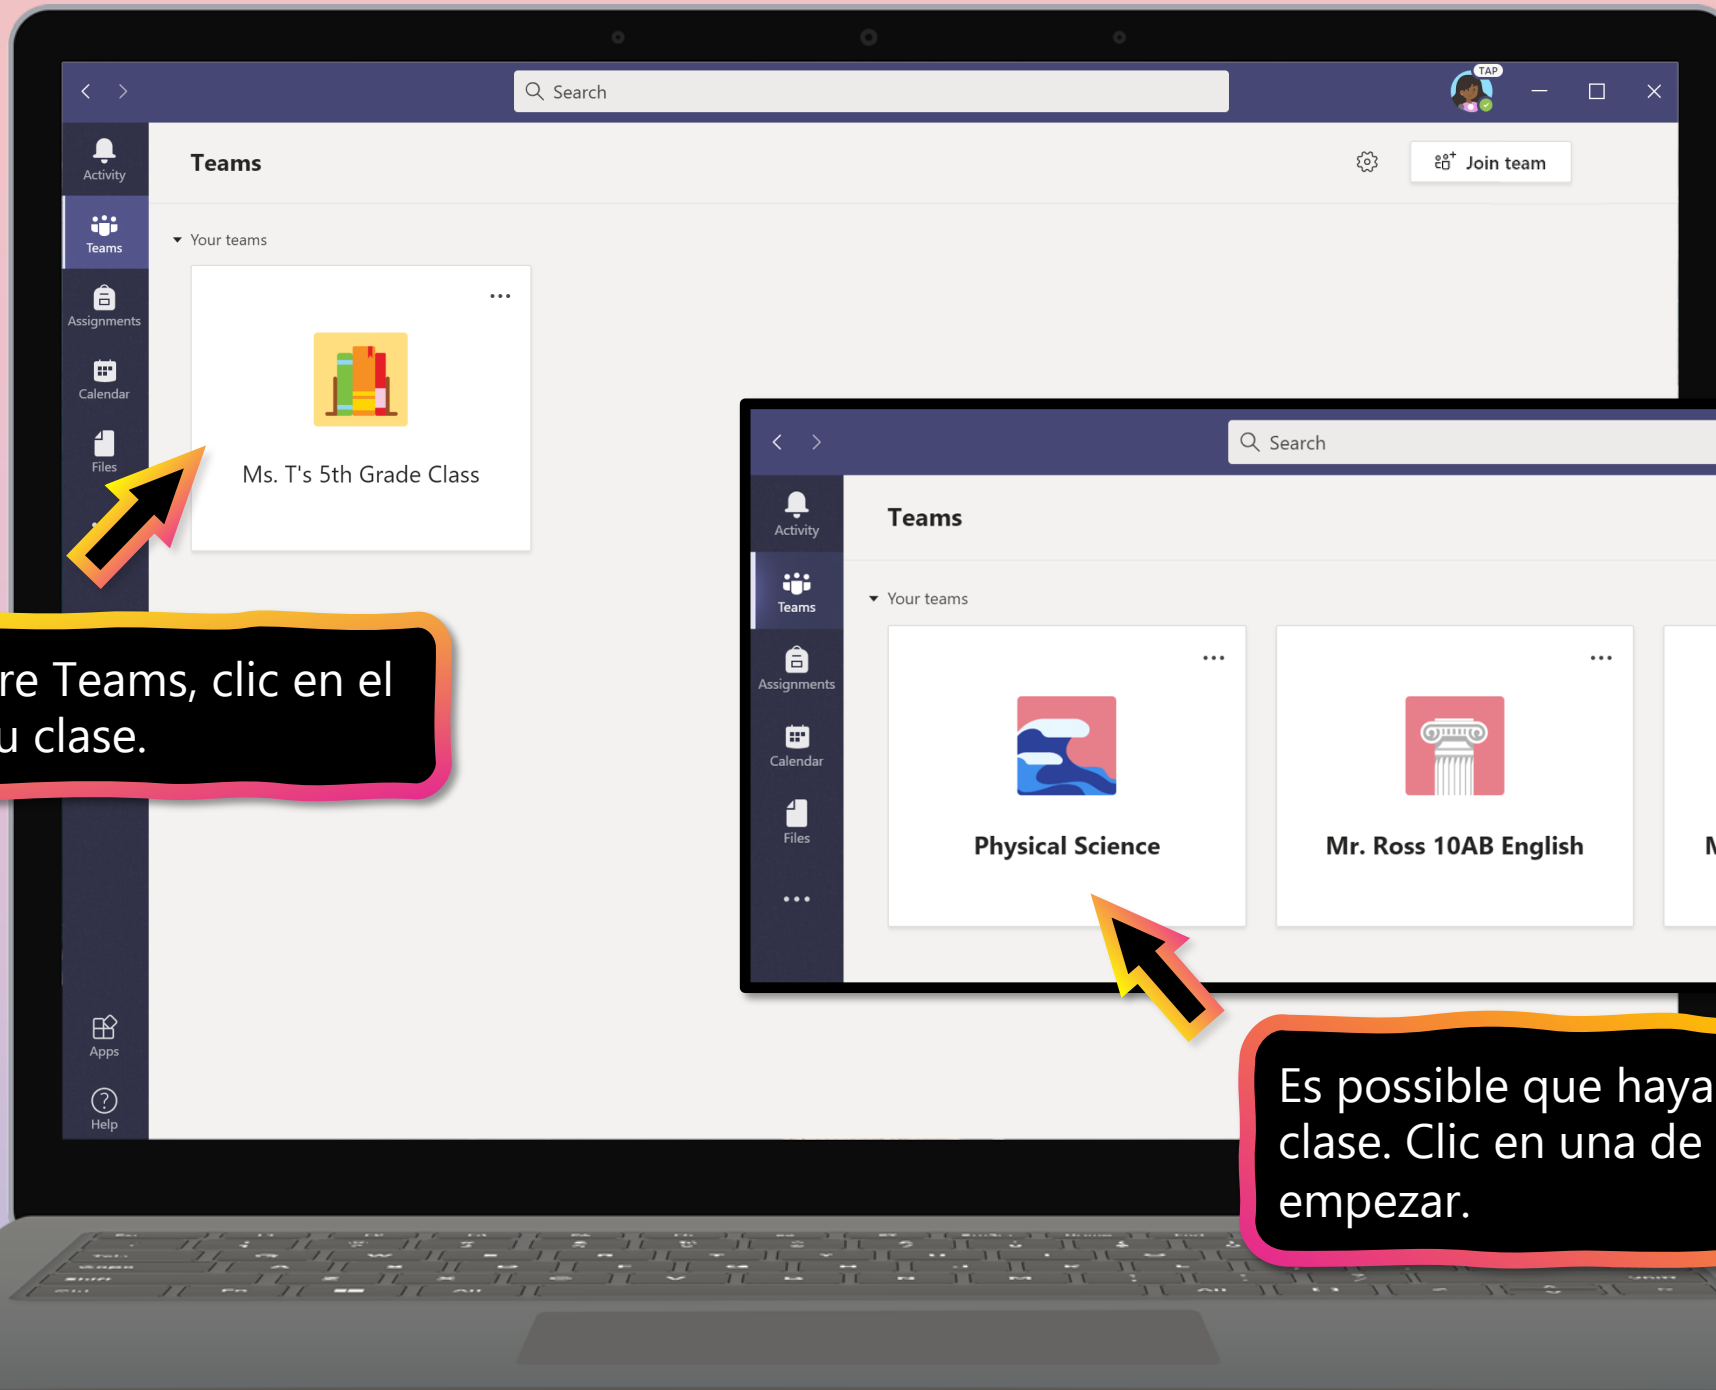 Search
TAP
Activity
Teams
Join team
Teams
Your teams
Assignments
Calendar
Files
Ms. T's 5th Grade Class
re Teams, clic en el
u clase.
Apps
Help
Search
Activity
Teams
Teams
Your teams
Assignments
Calendar
Files
Physical Science
Mr. Ross 10AB English
Es possible que haya
clase. Clic en una de
empezar.